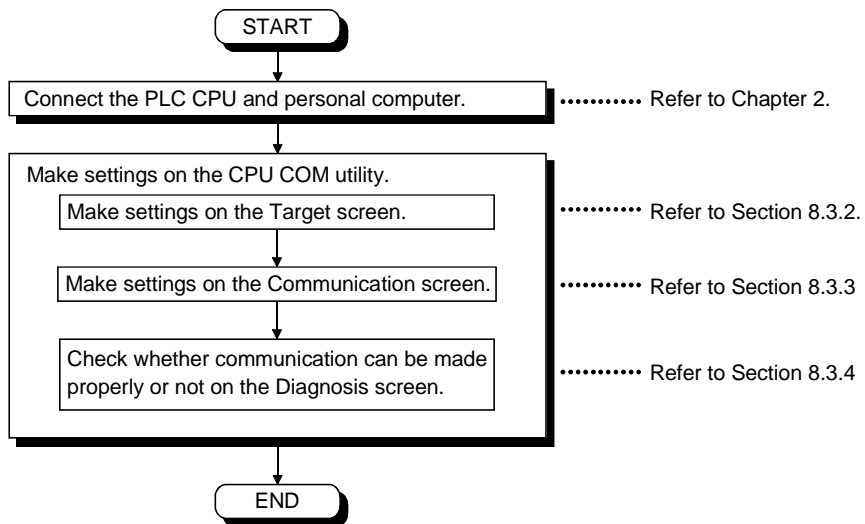 START
Connect the PLC CPU and personal computer.
Refer to Chapter 2.
Make settings on the CPU COM utility.
Make settings on the Target screen.
Refer to Section 8.3.2.
Make settings on the Communication screen.
Refer to Section 8.3.3
Check whether communication can be made
properly or not on the Diagnosis screen.
Refer to Section 8.3.4
END